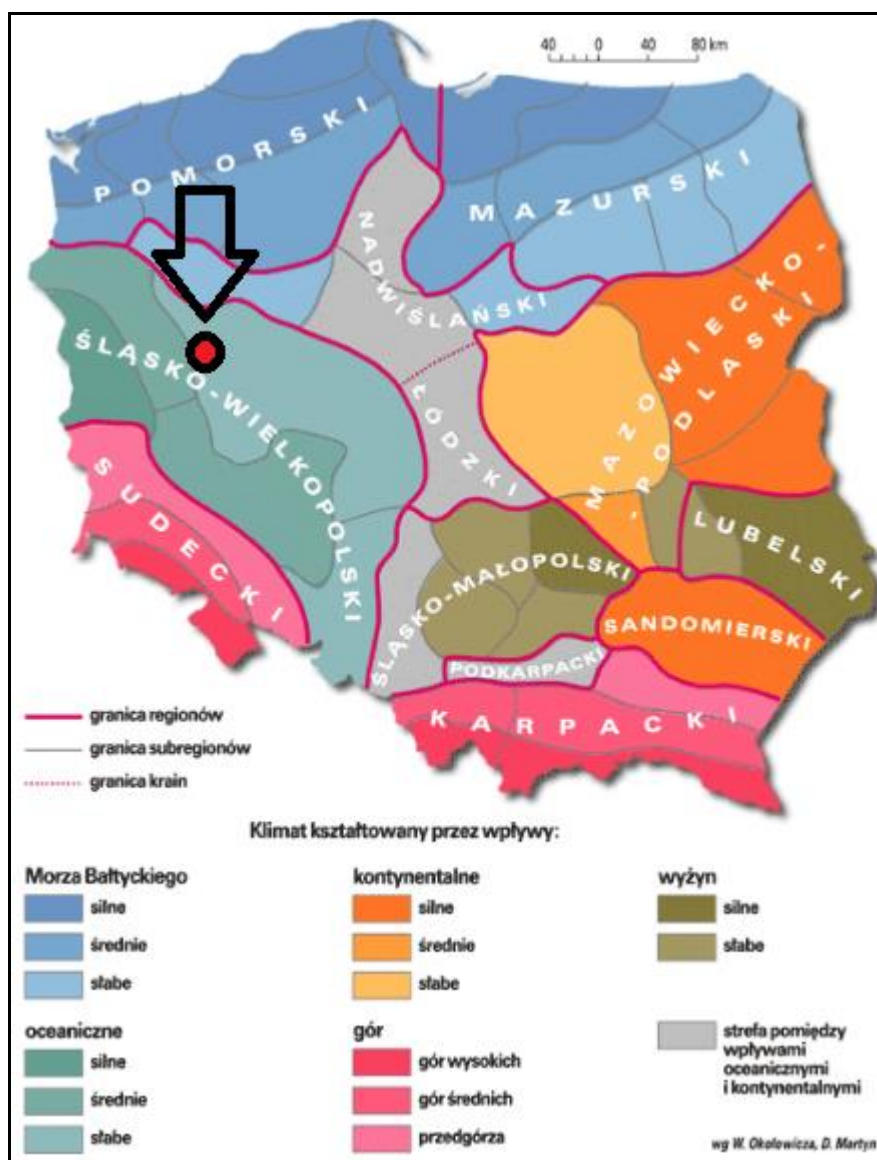 40 0 40 80 km
POMORSKI
MAZURSKI
NADWIŚLAŃSKI
MAZOWIECKO-
-PODLASKI
ŚLĄSKO-WIELKOPOLSKI
ŁÓDZKI
SUDECKI
LUBELSKI
ŚLĄSKO-MAŁOPOLSKI
SANDOMIERSKI
PODKARPACKI
KARPACKI
granica regionów
granica subregionów
granica krain
Klimat kształtowany przez wpływy:
Morza Bałtyckiego
silne
średnie
słabe
kontynentalne
silne
średnie
słabe
wyżyn
silne
słabe
oceaniczne
silne
średnie
słabe
gór
gór wysokich
gór średnich
przedgórza
strefa pomiędzy
wpływami
oceanicznymi
i kontynentalnymi
wg W. Okołowicza, D. Martyn